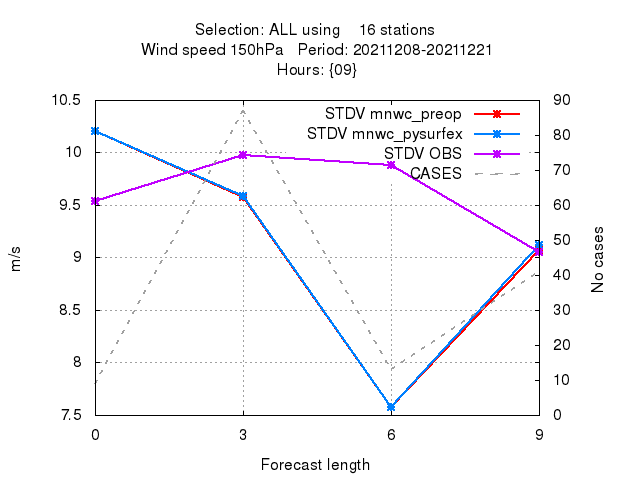 Selection: ALL using    16 stations
Wind speed 150hPa   Period: 20211208-20211221
Hours: {09}
STDV mnwc_preop
STDV mnwc_pysurfex
STDV OBS
CASES
10.5
10
9.5
9
8.5
8
7.5
m/s
90
80
70
60
50
40
30
20
10
0
No cases
0 3 6 9
Forecast length